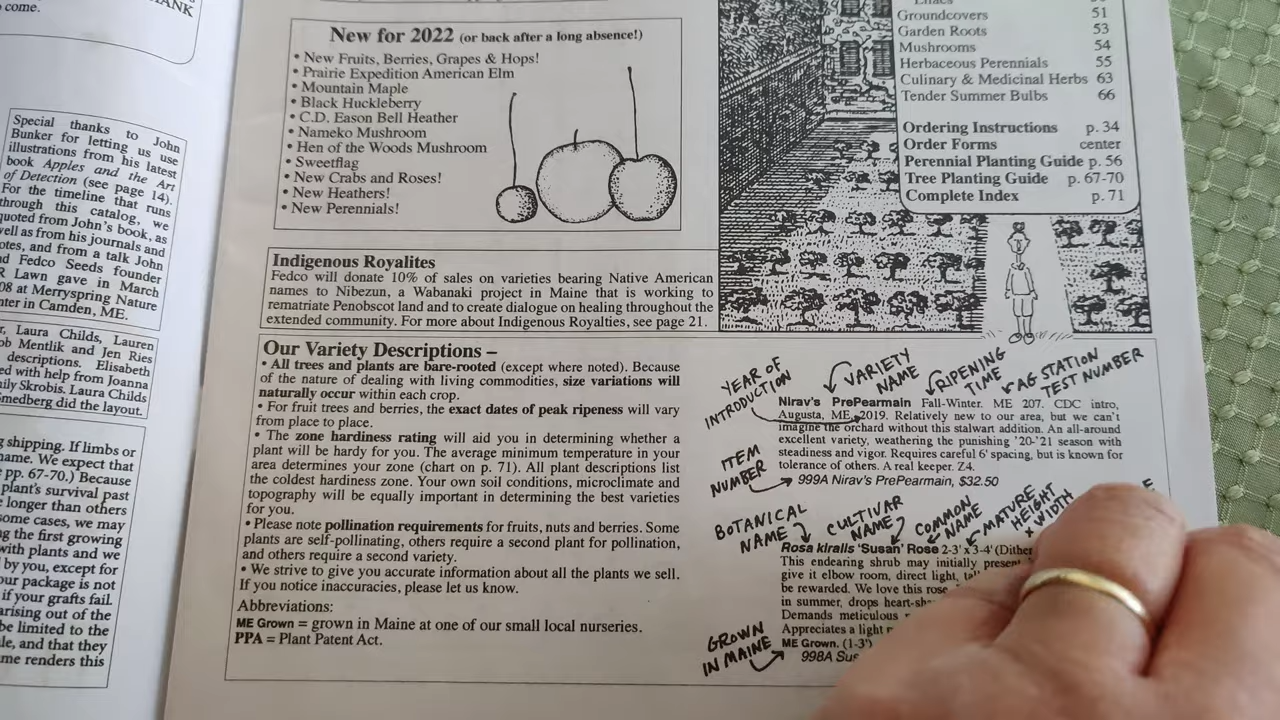 come.
HANK
Special thanks to John
Bunker for letting us use
illustrations from his latest
book Apples and the Art
of Detection (see page 14).
For the timeline that runs
through this catalog, we
quoted from John's book, as
well as from his journals and
notes, and from a talk John
Fedco Seeds founder
Lawn gave in March
08 at Merryspring Nature
in Camden, ME.
Laura Childs, Lauren
Mentlik and Jen Ries
descriptions. Elisabeth
with help from Joanna
Skrobis. Laura Childs
did the layout.
shipping. If limbs or
We expect that
pp. 67-70.) Because
plant's survival past
longer than others
some cases, we may
the first growing
with plants and we
by you, except for
our package is not
if your grafts fail.
arising out of the
be limited to the
and that they
renders this
New for 2022 (or back after a long absence!)
• New Fruits, Berries, Grapes & Hops!
• Prairie Expedition American Elm
• Mountain Maple
• Black Huckleberry
• C.D. Eason Bell Heather
• Nameko Mushroom
• Hen of the Woods Mushroom
• Sweetflag
• New Crabs and Roses!
• New Heathers!
• New Perennials!
Groundcovers 51
Garden Roots 53
Mushrooms 54
Herbaceous Perennials 55
Culinary & Medicinal Herbs 63
Tender Summer Bulbs 66
Ordering Instructions p. 34
Order Forms center
Perennial Planting Guide p. 56
Tree Planting Guide p. 67-70
Complete Index p. 71
Indigenous Royalites
Fedco will donate 10% of sales on varieties bearing Native American
names to Nibezun, a Wabanaki project in Maine that is working to
rematriate Penobscot land and to create dialogue on healing throughout the
extended community. For more about Indigenous Royalties, see page 21.
Our Variety Descriptions –
• All trees and plants are bare-rooted (except where noted). Because
of the nature of dealing with living commodities, size variations will
naturally occur within each crop.
• For fruit trees and berries, the exact dates of peak ripeness will vary
from place to place.
• The zone hardiness rating will aid you in determining whether a
plant will be hardy for you. The average minimum temperature in your
area determines your zone (chart on p. 71). All plant descriptions list
the coldest hardiness zone. Your own soil conditions, microclimate and
topography will be equally important in determining the best varieties
for you.
• Please note pollination requirements for fruits, nuts and berries. Some
plants are self-pollinating, others require a second plant for pollination,
and others require a second variety.
• We strive to give you accurate information about all the plants we sell.
If you notice inaccuracies, please let us know.
Abbreviations:
ME Grown = grown in Maine at one of our small local nurseries.
PPA = Plant Patent Act.
YEAR OF
INTRODUCTION
VARIETY
NAME
RIPENING
TIME
AG STATION
TEST NUMBER
Nirav's PrePearmain Fall-Winter. ME 207. CDC intro,
Augusta, ME, 2019. Relatively new to our area, but we can't
imagine the orchard without this stalwart addition. An all-around
excellent variety, weathering the punishing '20-'21 season with
steadiness and vigor. Requires careful 6' spacing, but is known for
tolerance of others. A real keeper. Z4.
ITEM
NUMBER
998A Nirav's PrePearmain, $32.50
BOTANICAL
NAME
CULTIVAR
NAME
COMMON
NAME
MATURE
HEIGHT
+ WIDTH
Rosa kiralis 'Susan' Rose 2-3' x 3-4'
This endearing shrub may initially present
give it elbow room, direct light,
be rewarded. We love this rose
in summer, drops
Demands meticulous
Appreciates a light
GROWN
IN MAINE
ME Grown. (1-3')
998A